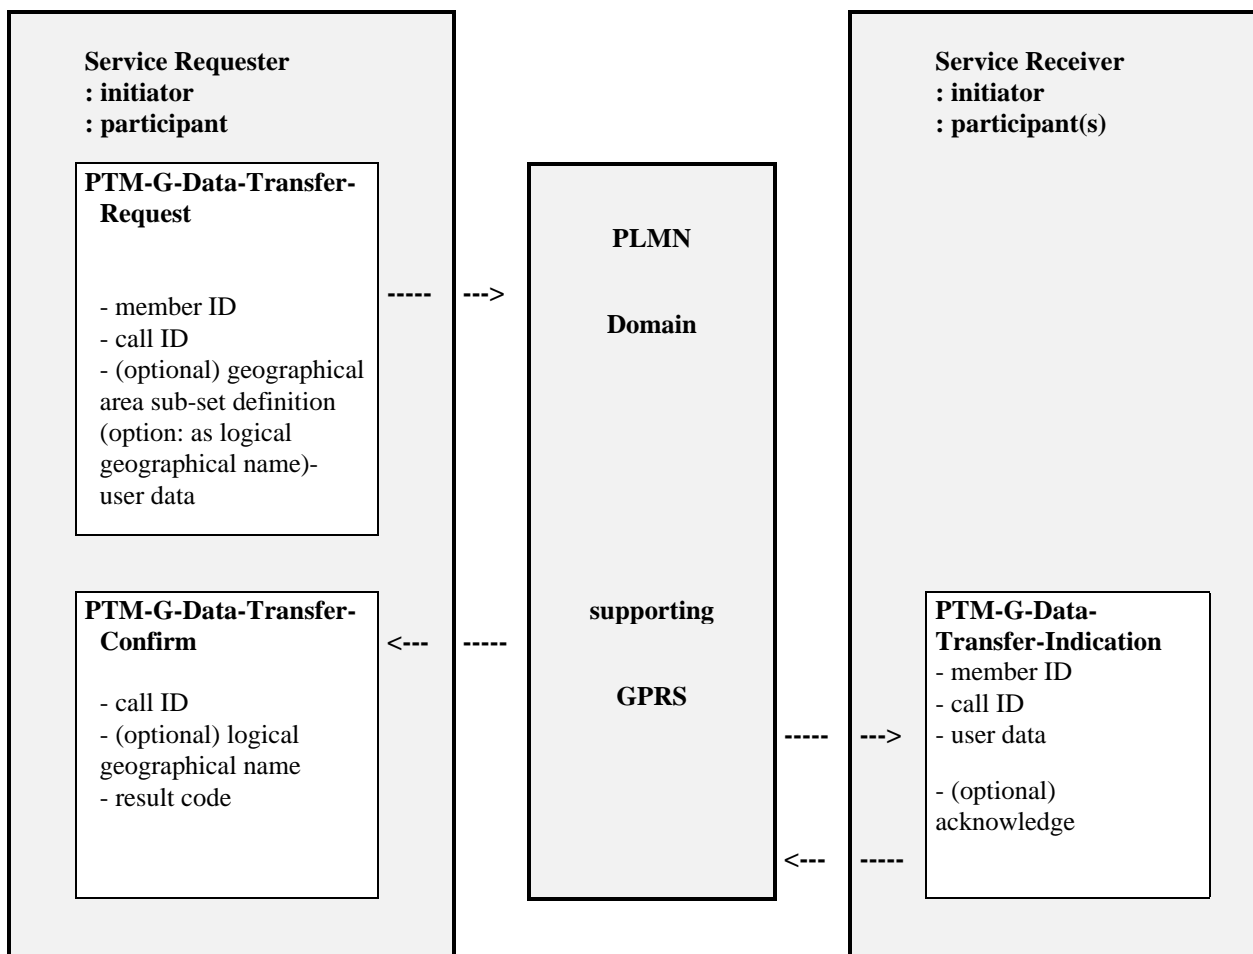 Service Requester
: initiator
: participant
PTM-G-Data-Transfer-
Request
- member ID
- call ID
- (optional) geographical
area sub-set definition
(option: as logical
geographical name)-
user data
----- --->
PTM-G-Data-Transfer-
Confirm
- call ID
- (optional) logical
geographical name
- result code
<--- -----
PLMN
Domain
supporting
GPRS
----- --->
<--- -----
Service Receiver
: initiator
: participant(s)
PTM-G-Data-
Transfer-Indication
- member ID
- call ID
- user data
- (optional)
acknowledge